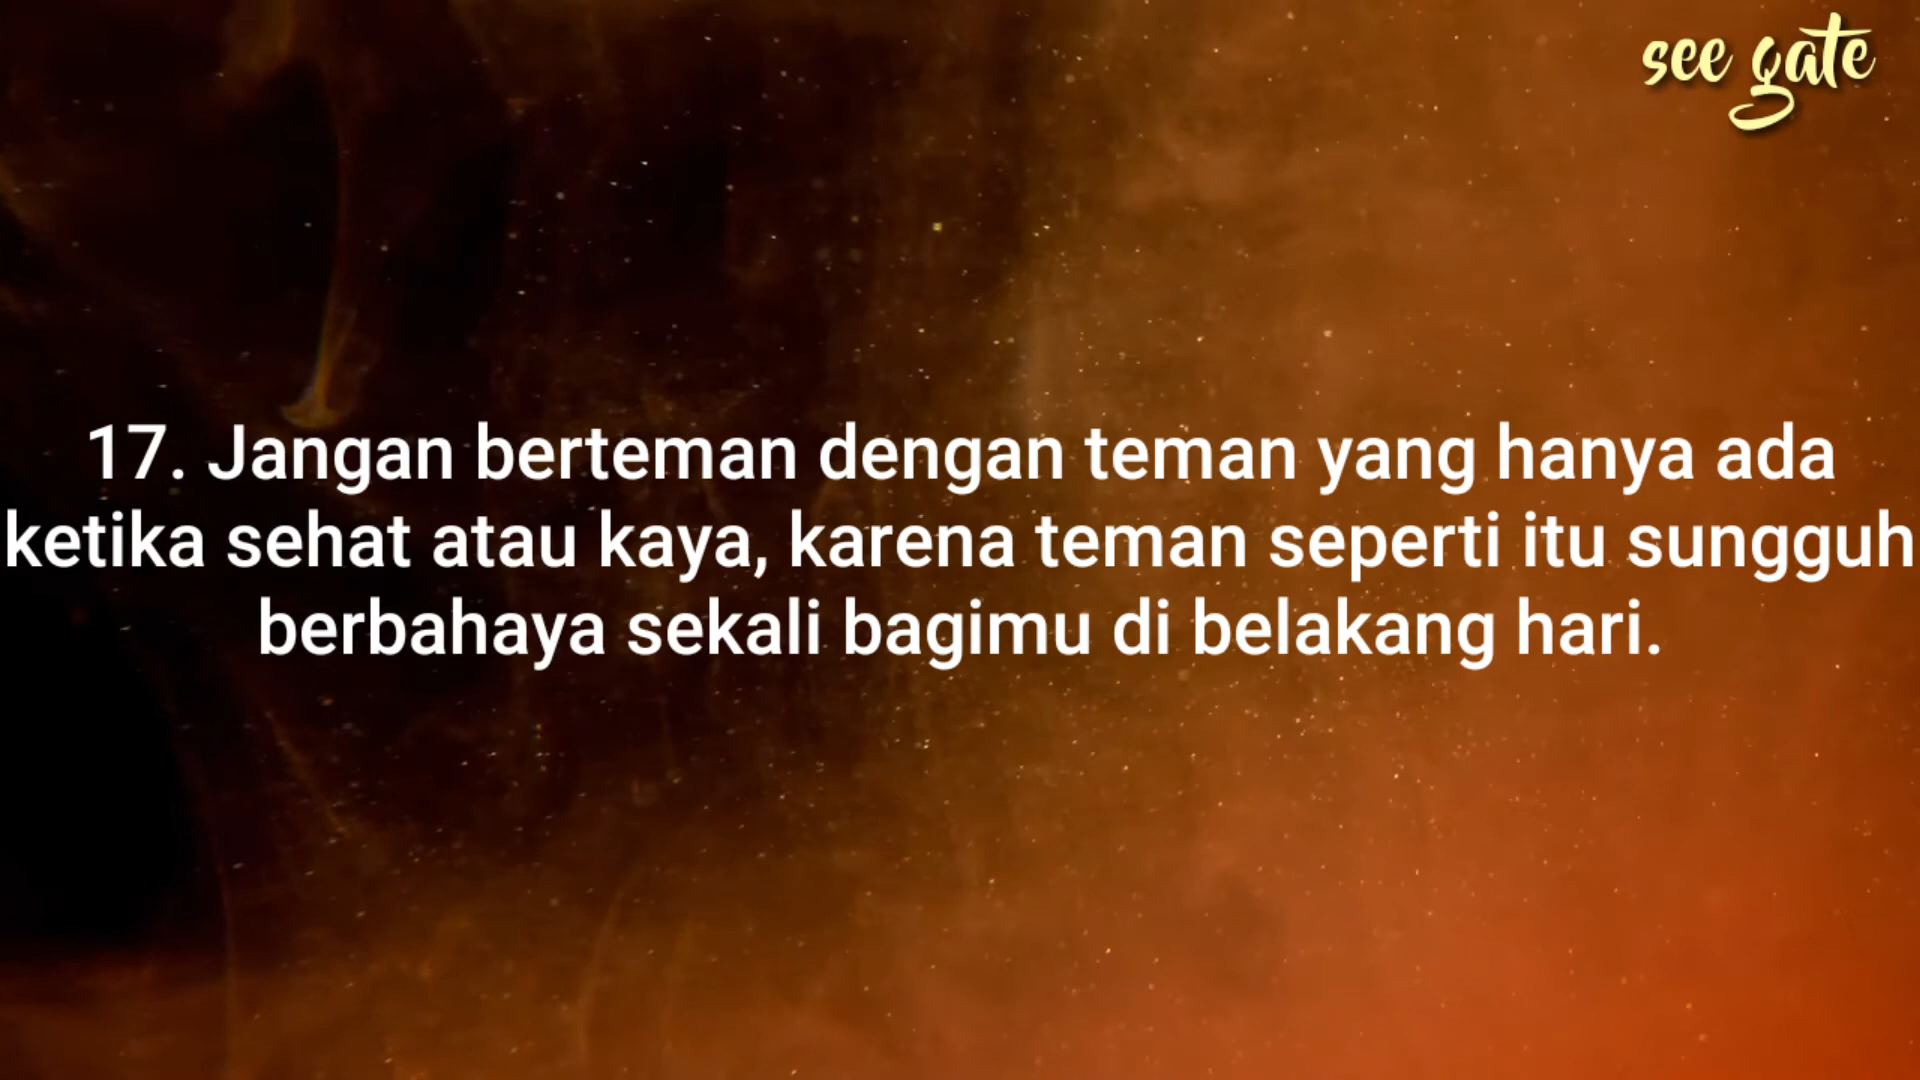 see gate
17. Jangan berteman dengan teman yang hanya ada
ketika sehat atau kaya, karena teman seperti itu sungguh
berbahaya sekali bagimu di belakang hari.